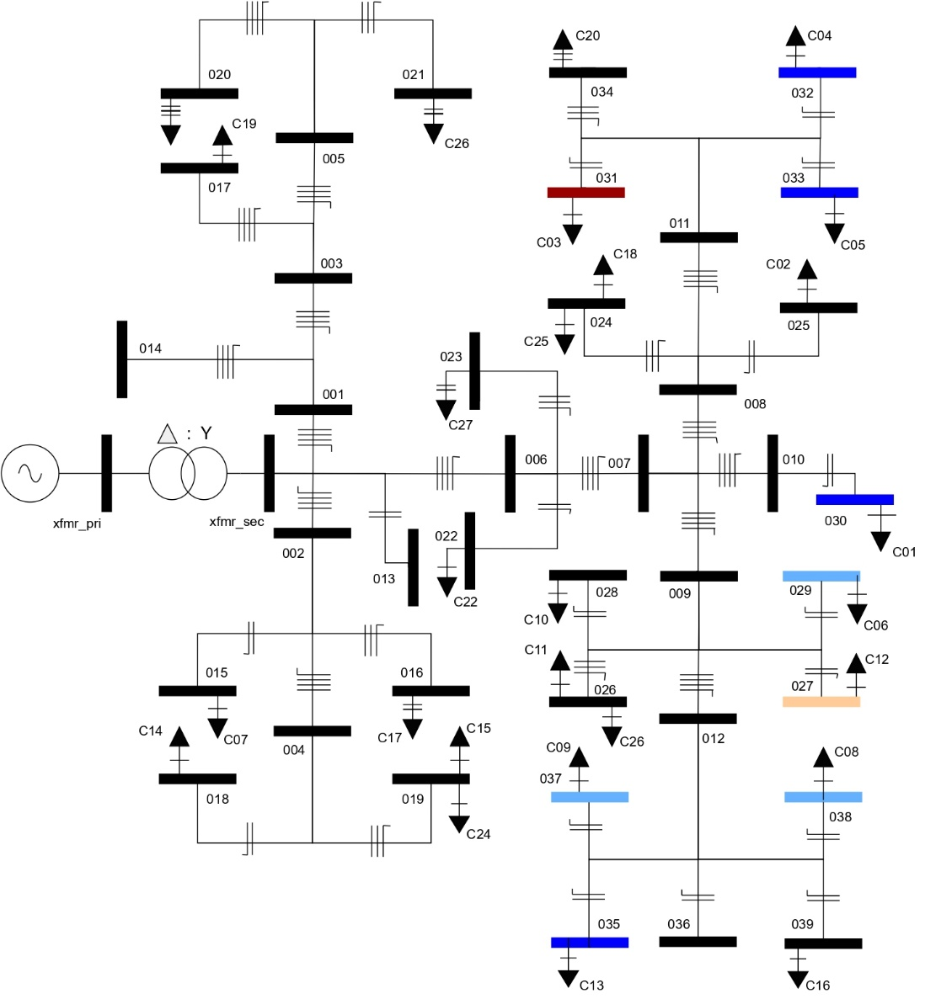 020
021
C19
C26
005
017
003
014
001
: Y
xfmr_pri
xfmr_sec
002
013
015
016
C14
C07
C17
C15
004
018
019
C24
C20
C04
034
032
031
033
C03
C05
011
C18
C02
024
025
C25
023
008
C27
006
007
010
022
030
C01
C22
028
009
029
C10
C06
C11
C12
026
027
C26
012
C09
C08
037
038
035
036
039
C13
C16